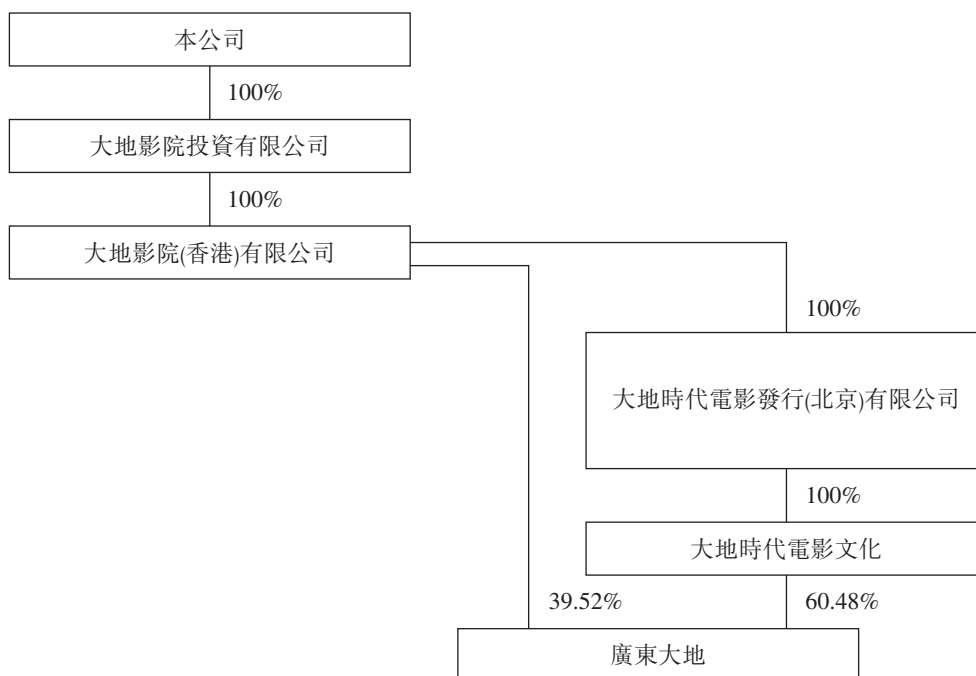 本公司
100%
大地影院投資有限公司
100%
大地影院(香港)有限公司
100%
大地時代電影發行(北京)有限公司
100%
大地時代電影文化
39.52%
60.48%
廣東大地